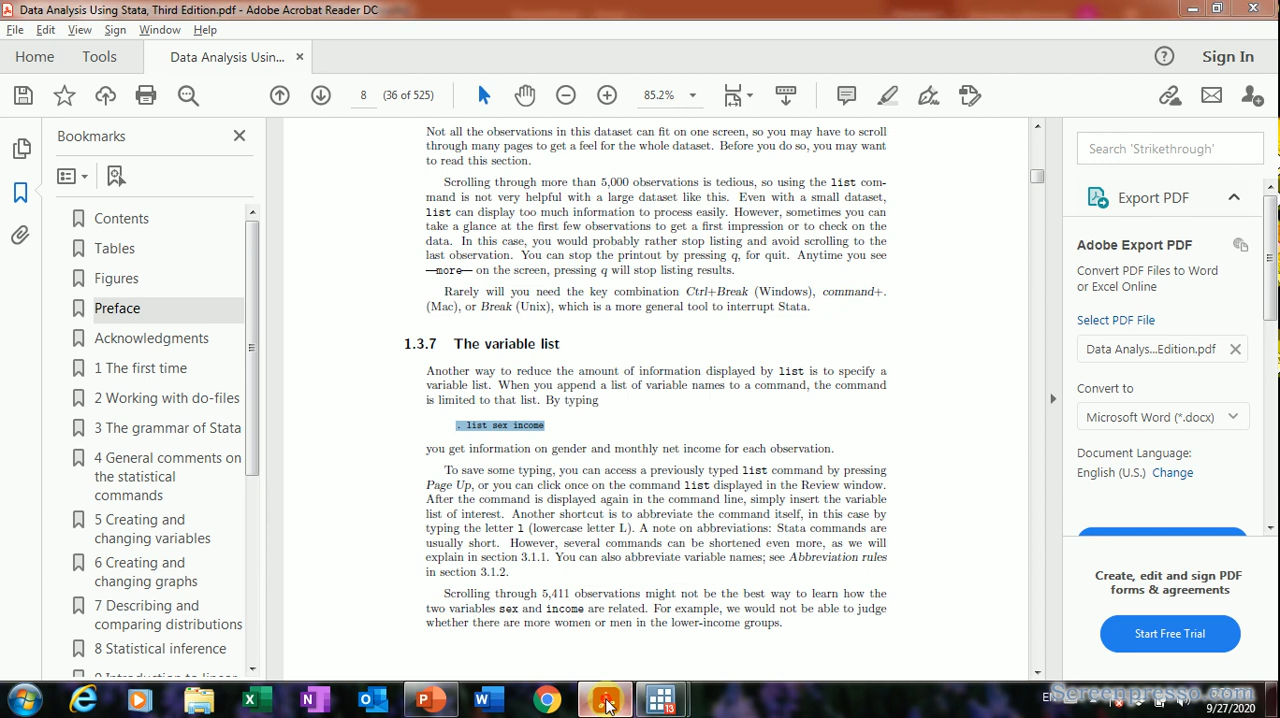 Data Analysis Using Stata, Third Edition.pdf - Adobe Acrobat Reader DC
File Edit View Sign Window Help
Home Tools Data Analysis Usin... × Sign In
8 (36 of 525) 85.2%
Bookmarks
Contents
Tables
Figures
Preface
Acknowledgments
1 The first time
2 Working with do-files
3 The grammar of Stata
4 General comments on
the statistical
commands
5 Creating and
changing variables
6 Creating and
changing graphs
7 Describing and
comparing distributions
8 Statistical inference
Not all the observations in this dataset can fit on one screen, so you may have to scroll
through many pages to get a feel for the whole dataset. Before you do so, you may want
to read this section.
Scrolling through more than 5,000 observations is tedious, so using the list com-
mand is not very helpful with a large dataset like this. Even with a small dataset,
list can display too much information to process easily. However, sometimes you can
take a glance at the first few observations to get a first impression or to check on the
data. In this case, you would probably rather stop listing and avoid scrolling to the
last observation. You can stop the printout by pressing q, for quit. Anytime you see
—more— on the screen, pressing q will stop listing results.
Rarely will you need the key combination Ctrl+Break (Windows), command+.
(Mac), or Break (Unix), which is a more general tool to interrupt Stata.
1.3.7 The variable list
Another way to reduce the amount of information displayed by list is to specify a
variable list. When you append a list of variable names to a command, the command
is limited to that list. By typing
. list sex income
you get information on gender and monthly net income for each observation.
To save some typing, you can access a previously typed list command by pressing
Page Up, or you can click once on the command list displayed in the Review window.
After the command is displayed again in the command line, simply insert the variable
list of interest. Another shortcut is to abbreviate the command itself, in this case by
typing the letter l (lowercase letter L). A note on abbreviations: Stata commands are
usually short. However, several commands can be shortened even more, as we will
explain in section 3.1.1. You can also abbreviate variable names; see Abbreviation rules
in section 3.1.2.
Scrolling through 5,411 observations might not be the best way to learn how the
two variables sex and income are related. For example, we would not be able to judge
whether there are more women or men in the lower-income groups.
Search 'Strikethrough'
Export PDF
Adobe Export PDF
Convert PDF Files to Word
or Excel Online
Select PDF File
Data Analys...Edition.pdf
Convert to
Microsoft Word (*.docx)
Document Language:
English (U.S.) Change
Create, edit and sign PDF
forms & agreements
Start Free Trial
13
EN
Screenpresso.com
9/27/2020